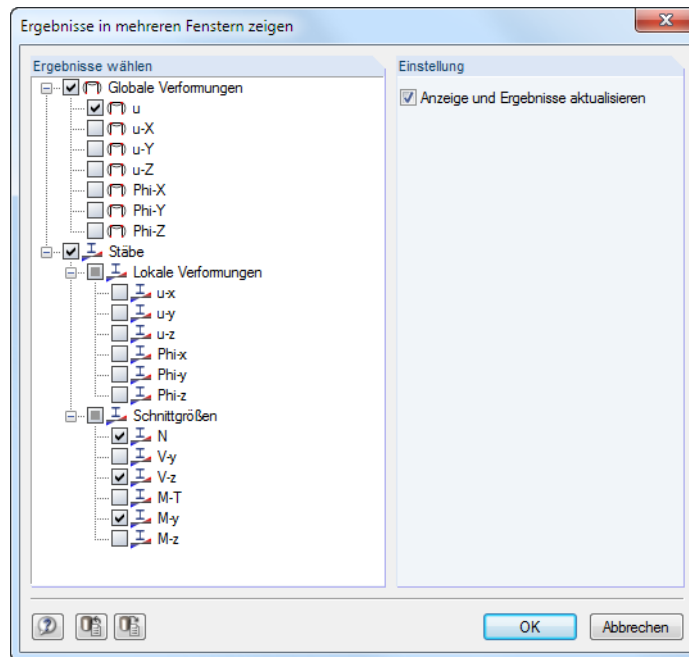 Ergebnisse in mehreren Fenstern zeigen
Ergebnisse wählen
Globale Verformungen
u
u-X
u-Y
u-Z
Phi-X
Phi-Y
Phi-Z
Stäbe
Lokale Verformungen
u-x
u-y
u-z
Phi-x
Phi-y
Phi-z
Schnittgrößen
N
V-y
V-z
M-T
M-y
M-z
Einstellung
Anzeige und Ergebnisse aktualisieren
OK
Abbrechen